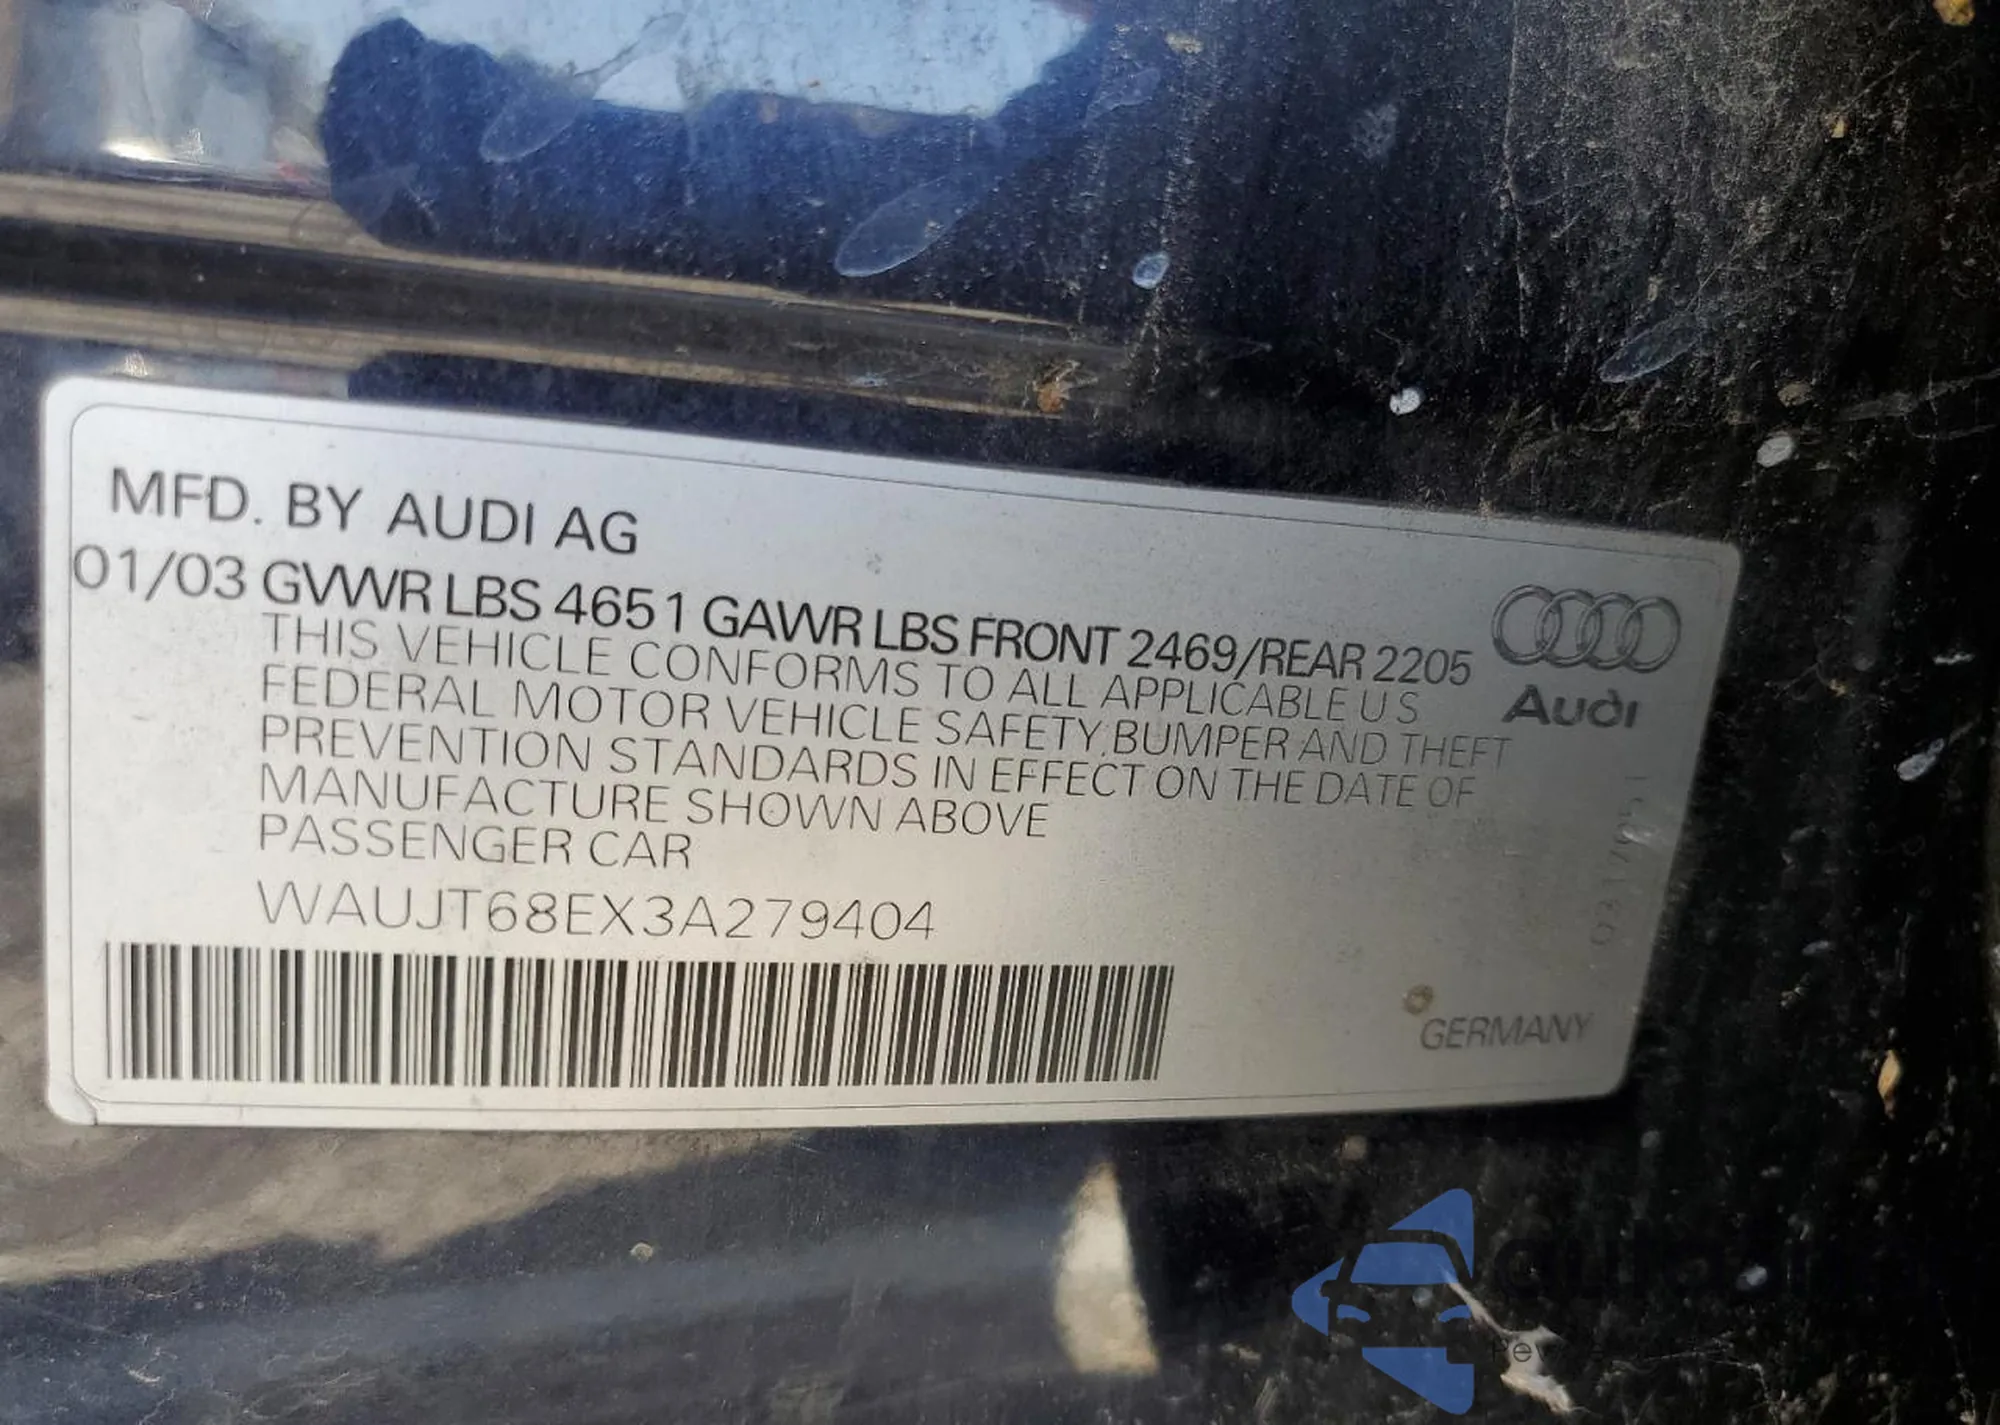 MFD. BY AUDI AG
01/03 GVWR LBS 4651 GAWR LBS FRONT 2469/REAR 2205
THIS VEHICLE CONFORMS TO ALL APPLICABLE US
FEDERAL MOTOR VEHICLE SAFETY, BUMPER AND THEFT
PREVENTION STANDARDS IN EFFECT ON THE DATE OF
MANUFACTURE SHOWN ABOVE
PASSENGER CAR
WAUJT68EX3A279404
Audi
GERMANY